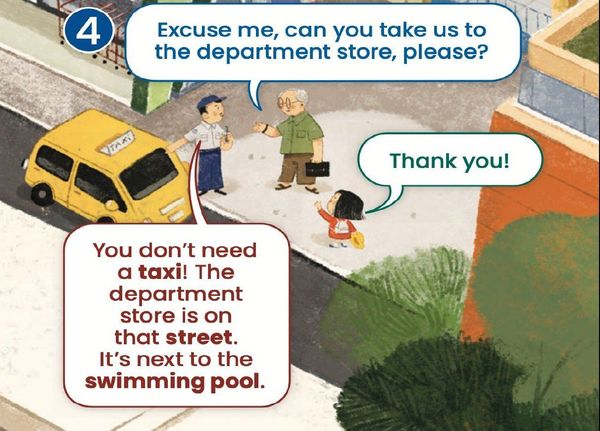 4
Excuse me, can you take us to
the department store, please?
TAXI
Thank you!
You don't need
a taxi! The
department
store is on
that street.
It's next to the
swimming pool.